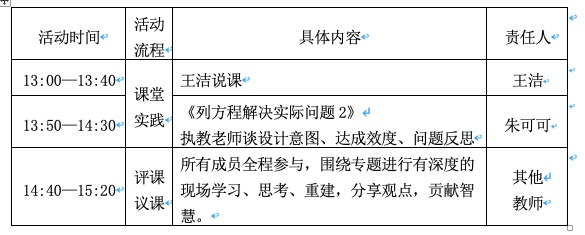 活动时间 活动流程 具体内容 责任人
13:00—13:40 课堂实践 王洁说课 王洁
13:50—14:30 《列方程解决实际问题 2》 朱可可
执教老师谈设计意图、达成效度、问题反思
14:40—15:20 评课议课 所有成员全程参与，围绕专题进行有深度的 其他教师
现场学习、思考、重建，分享观点，贡献智
慧。